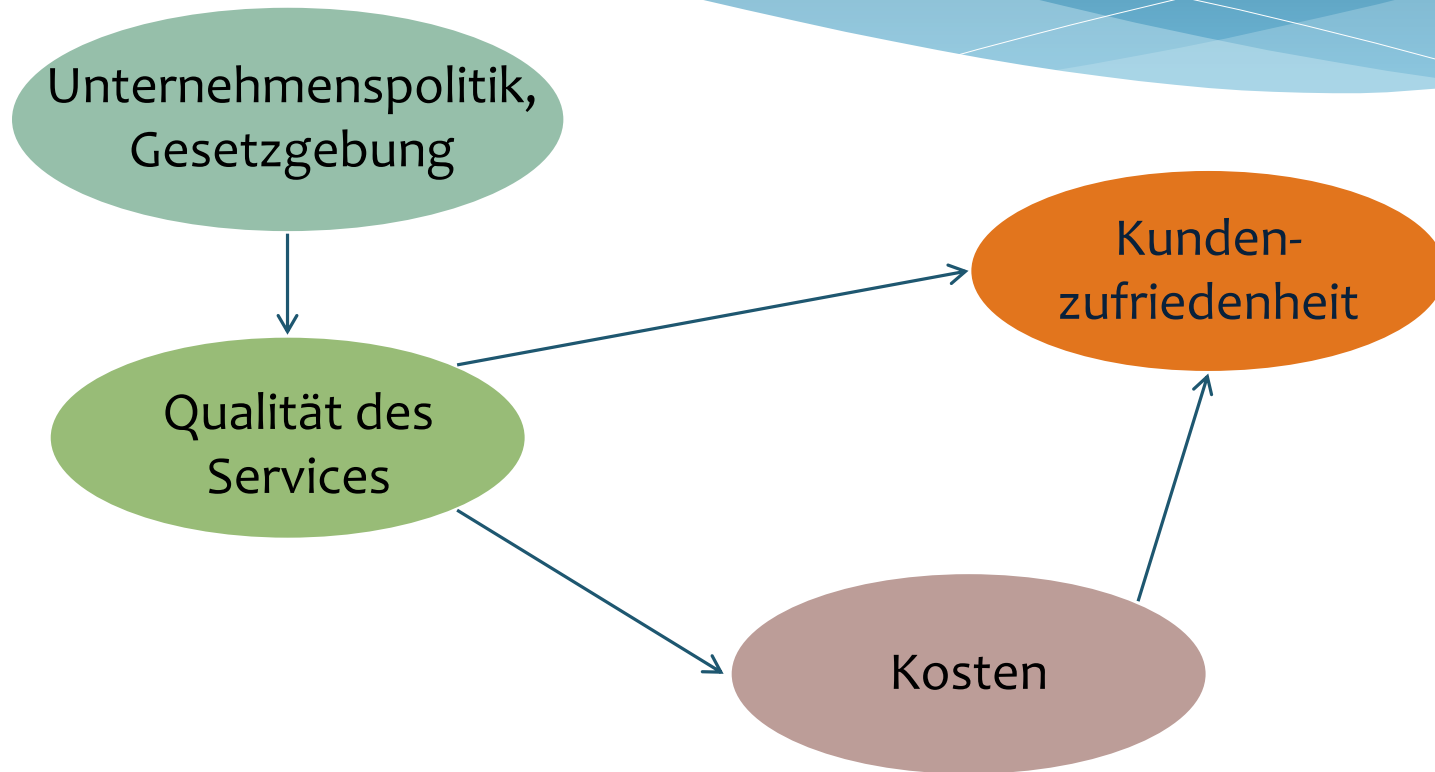 Unternehmenspolitik,
Gesetzgebung
Kunden-
zufriedenheit
Qualität des
Services
Kosten